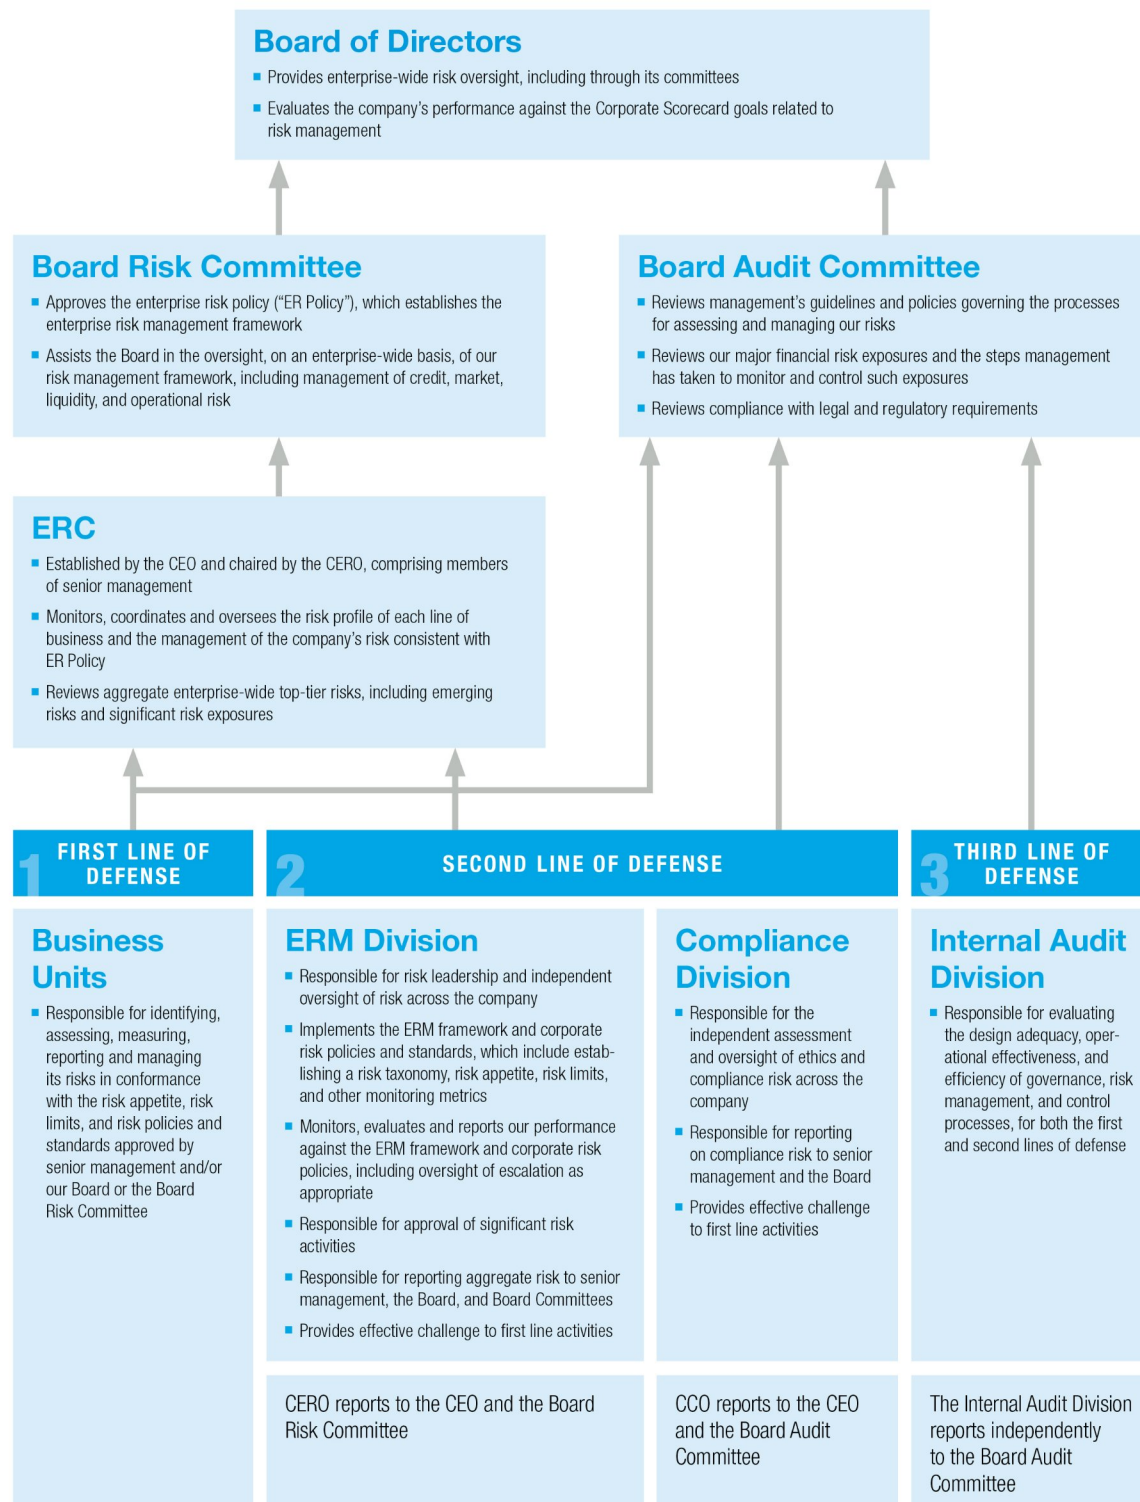 Board of Directors
Provides enterprise-wide risk oversight, including through its committees
Evaluates the company's performance against the Corporate Scorecard goals related to
risk management
Board Risk Committee
Approves the enterprise risk policy ("ER Policy"), which establishes the
enterprise risk management framework
Assists the Board in the oversight, on an enterprise-wide basis, of our
risk management framework, including management of credit, market,
liquidity, and operational risk
Board Audit Committee
Reviews management's guidelines and policies governing the processes
for assessing and managing our risks
Reviews our major financial risk exposures and the steps management
has taken to monitor and control such exposures
Reviews compliance with legal and regulatory requirements
ERC
Established by the CEO and chaired by the CERO, comprising members
of senior management
Monitors, coordinates and oversees the risk profile of each line of
business and the management of the company's risk consistent with
ER Policy
Reviews aggregate enterprise-wide top-tier risks, including emerging
risks and significant risk exposures
1
FIRST LINE OF
DEFENSE
2
SECOND LINE OF DEFENSE
3
THIRD LINE OF
DEFENSE
Business
Units
Responsible for identifying,
assessing, measuring,
reporting and managing
its risks in conformance
with the risk appetite, risk
limits, and risk policies and
standards approved by
senior management and/or
our Board or the Board
Risk Committee
ERM Division
Responsible for risk leadership and independent
oversight of risk across the company
Implements the ERM framework and corporate
risk policies and standards, which include estab-
lishing a risk taxonomy, risk appetite, risk limits,
and other monitoring metrics
Monitors, evaluates and reports our performance
against the ERM framework and corporate risk
policies, including oversight of escalation as
appropriate
Responsible for approval of significant risk
activities
Responsible for reporting aggregate risk to senior
management, the Board, and Board Committees
Provides effective challenge to first line activities
CERO reports to the CEO and the Board
Risk Committee
Compliance
Division
Responsible for the
independent assessment
and oversight of ethics and
compliance risk across the
company
Responsible for reporting
on compliance risk to senior
management and the Board
Provides effective challenge
to first line activities
CCO reports to the CEO
and the Board Audit
Committee
Internal Audit
Division
Responsible for evaluating
the design adequacy, oper-
ational effectiveness, and
efficiency of governance, risk
management, and control
processes, for both the first
and second lines of defense
The Internal Audit Division
reports independently
to the Board Audit
Committee